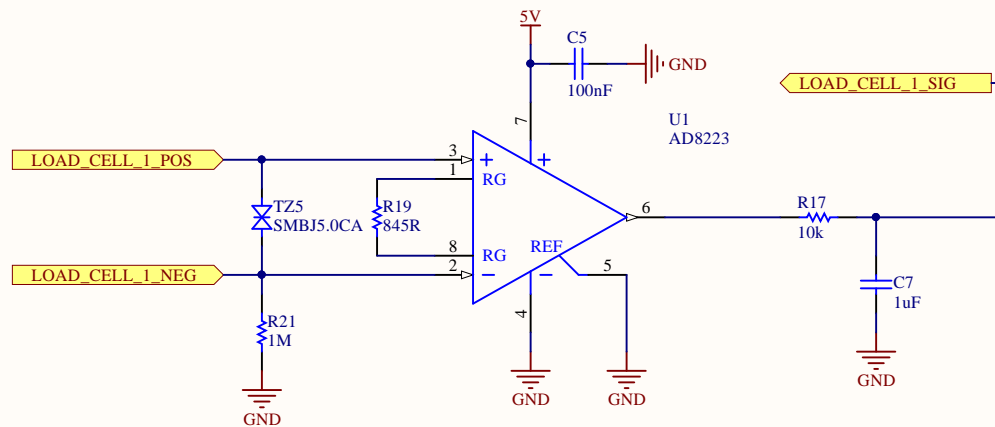 5V
C5
GND
100nF
LOAD_CELL_1_SIG
U1
AD8223
7
LOAD_CELL_1_POS
3
+
+
1
RG
TZ5
SMBJ5.0CA
R19
845R
6
R17
10k
8
RG
REF
LOAD_CELL_1_NEG
2
−
−
5
4
R21
1M
C7
1uF
GND
GND
GND
GND